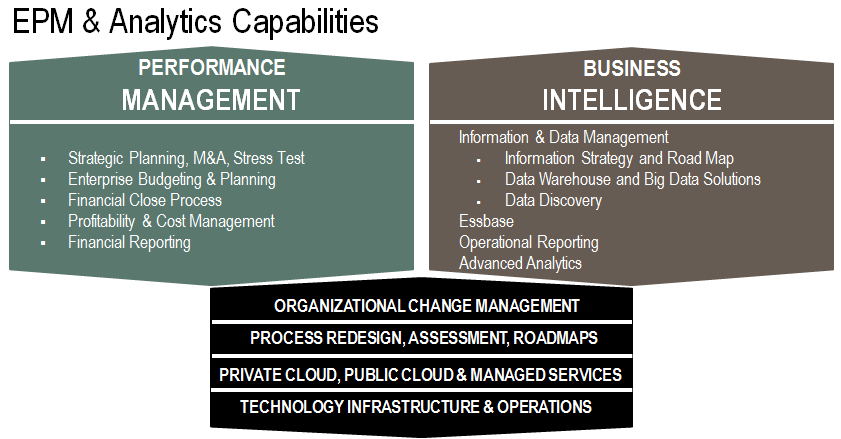 EPM & Analytics Capabilities
PERFORMANCE
MANAGEMENT
▪ Strategic Planning, M&A, Stress Test
▪ Enterprise Budgeting & Planning
▪ Financial Close Process
▪ Profitability & Cost Management
▪ Financial Reporting
BUSINESS
INTELLIGENCE
Information & Data Management
▪ Information Strategy and Road Map
▪ Data Warehouse and Big Data Solutions
▪ Data Discovery
Essbase
Operational Reporting
Advanced Analytics
ORGANIZATIONAL CHANGE MANAGEMENT
PROCESS REDESIGN, ASSESSMENT, ROADMAPS
PRIVATE CLOUD, PUBLIC CLOUD & MANAGED SERVICES
TECHNOLOGY INFRASTRUCTURE & OPERATIONS